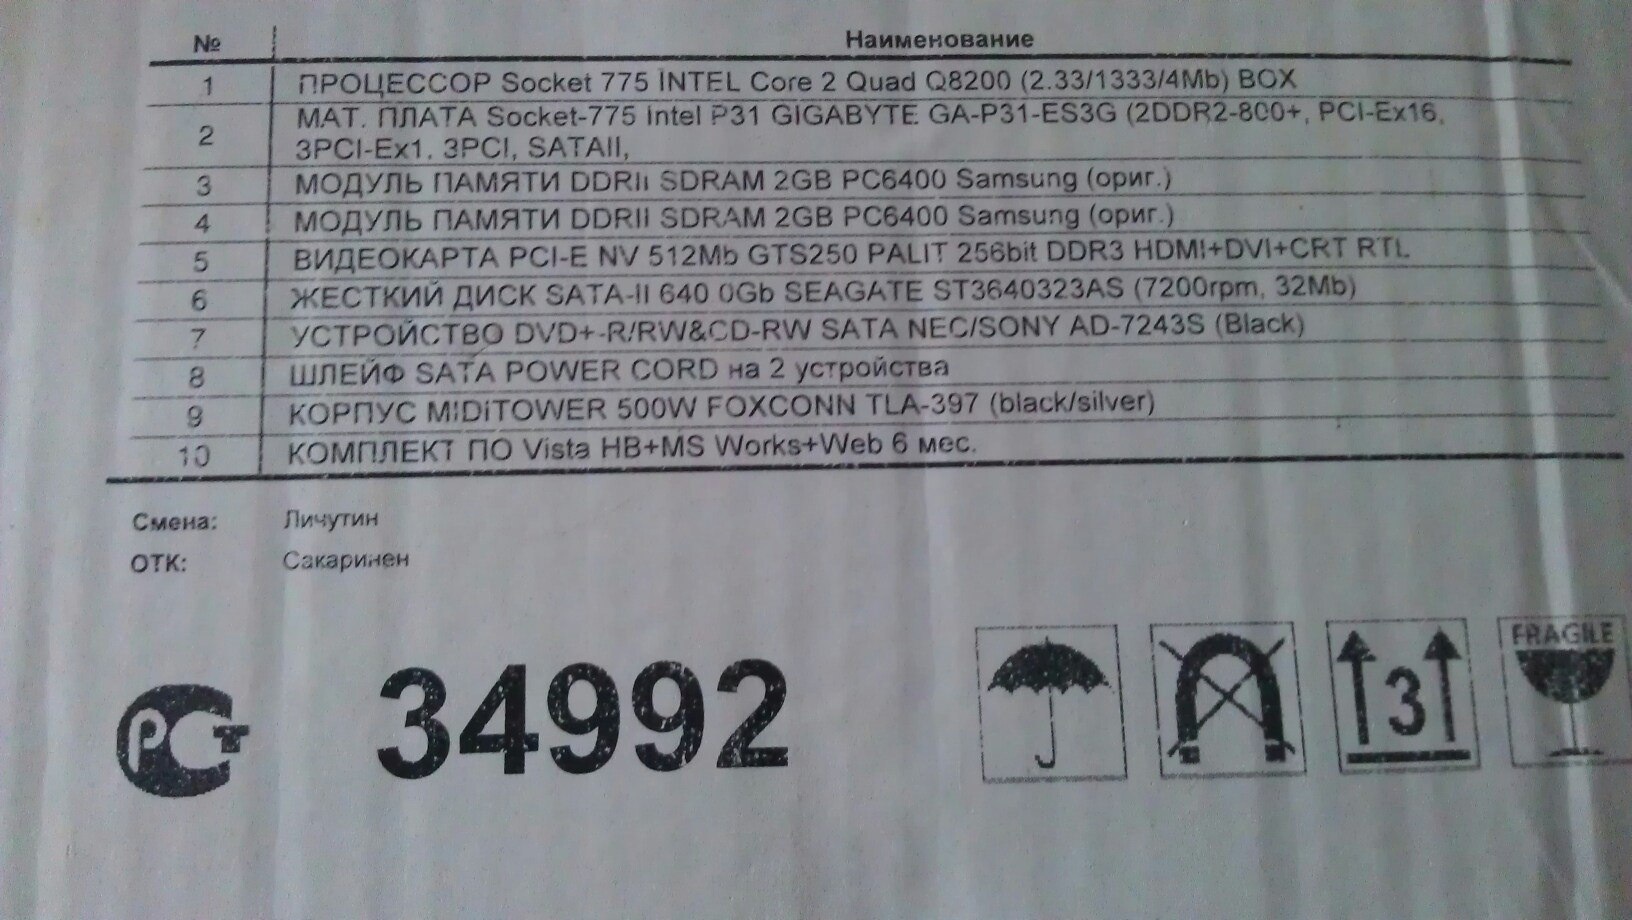 № Наименование
1 ПРОЦЕССОР Socket 775 INTEL Core 2 Quad Q8200 (2.33/1333/4Mb) BOX
2 МАТ. ПЛАТА Socket-775 Intel P31 GIGABYTE GA-P31-ES3G (2DDR2-800+, PCI-Ex16,
3PCI-Ex1, 3PCI, SATAII,
3 МОДУЛЬ ПАМЯТИ DDRII SDRAM 2GB PC6400 Samsung (ориг.)
4 МОДУЛЬ ПАМЯТИ DDRII SDRAM 2GB PC6400 Samsung (ориг.)
5 ВИДЕОКАРТА PCI-E NV 512Mb GTS250 PALIT 256bit DDR3 HDMI+DVI+CRT RTL
6 ЖЕСТКИЙ ДИСК SATA-II 640.0Gb SEAGATE ST3640323AS (7200rpm, 32Mb)
7 УСТРОЙСТВО DVD+-R/RW&CD-RW SATA NEC/SONY AD-7243S (Black)
8 ШЛЕЙФ SATA POWER CORD на 2 устройства
9 КОРПУС MIDITOWER 500W FOXCONN TLA-397 (black/silver)
10 КОМПЛЕКТ ПО Vista HB+MS Works+Web 6 мес.
Смена: Личутин
ОТК: Сакаринен
РСТ 34992 3 FRAGILE